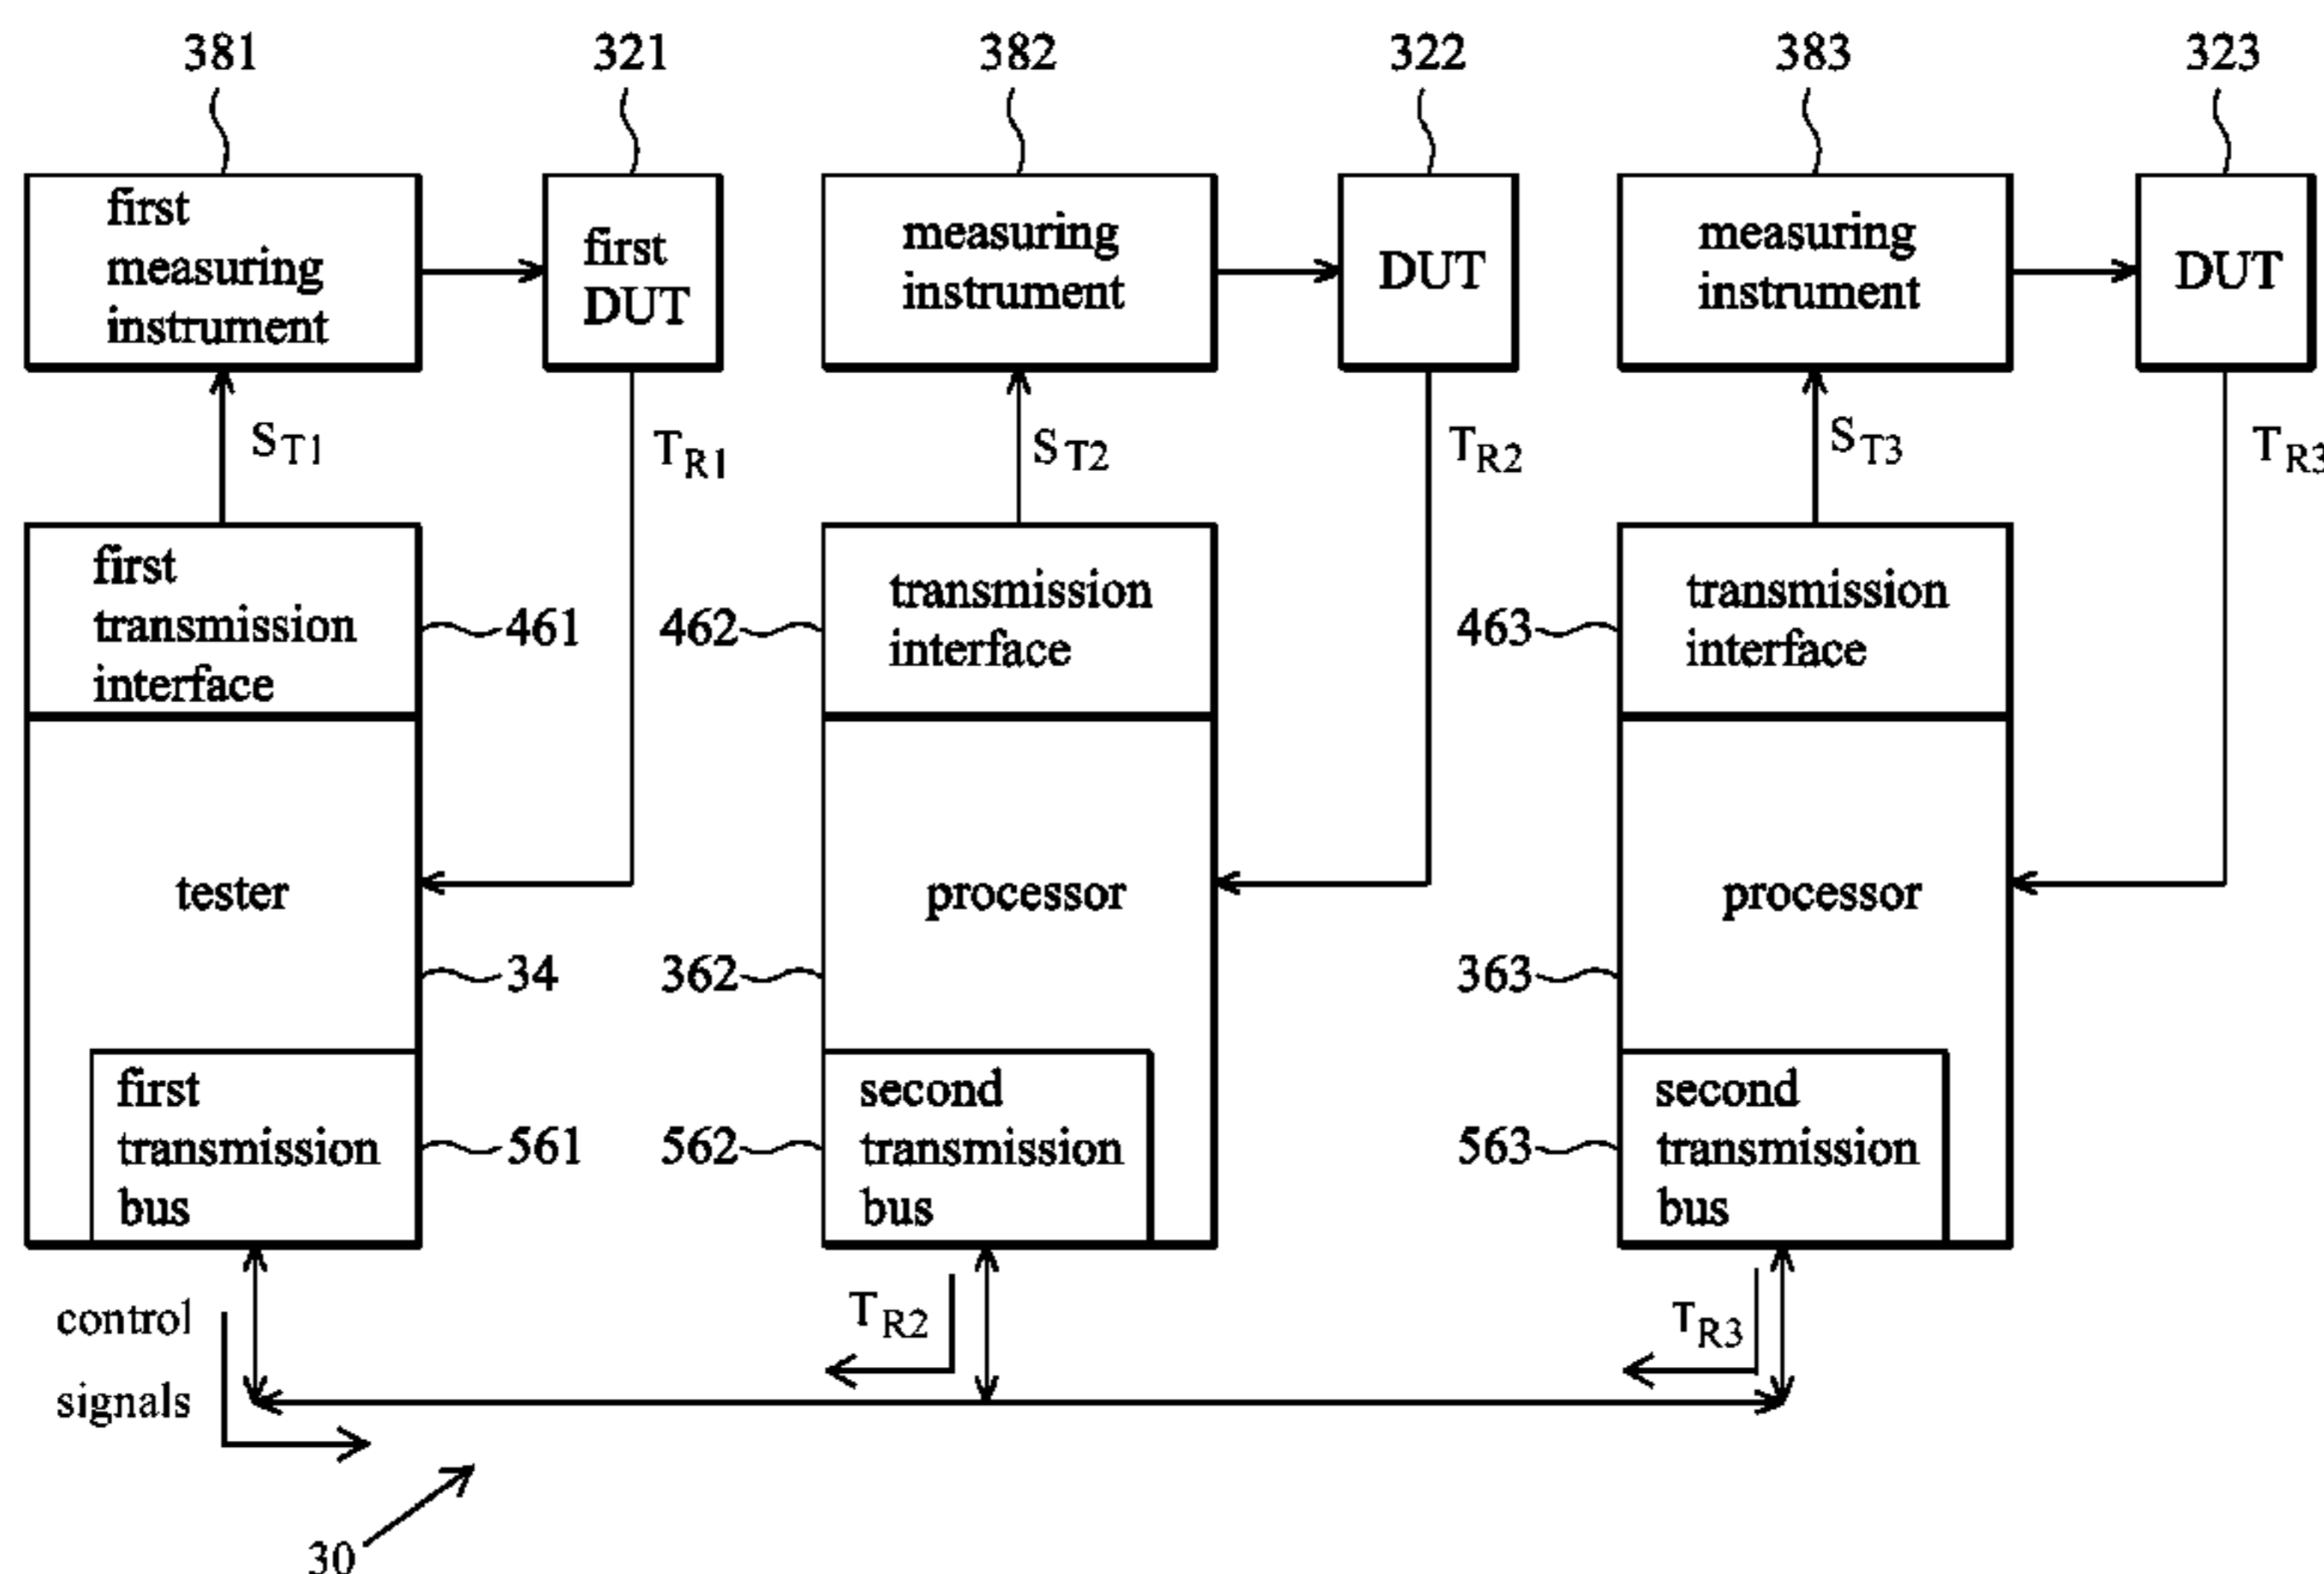 381
321
382
322
383
323
first
measuring
instrument
first
DUT
measuring
instrument
DUT
measuring
instrument
DUT
ST1
TR1
ST2
TR2
ST3
TR3
first
transmission
interface
461
462
transmission
interface
463
transmission
interface
tester
processor
processor
34
362
363
first
transmission
bus
561
562
second
transmission
bus
563
second
transmission
bus
control
signals
TR2
TR3
30